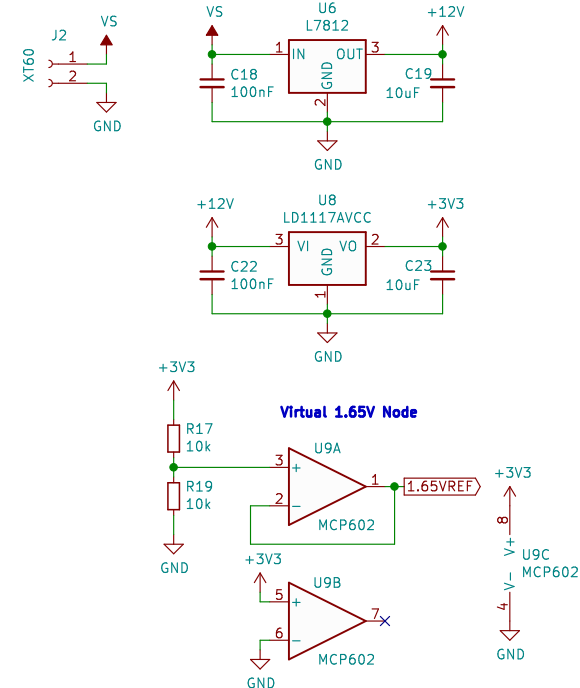 J2
VS
XT60
1
2
GND
VS
U6
L7812
+12V
1
IN
OUT
3
GND
2
C18
100nF
C19
10uF
GND
+12V
U8
LD1117AVCC
+3V3
3
VI
VO
2
GND
1
C22
100nF
C23
10uF
GND
+3V3
Virtual 1.65V Node
R17
10k
R19
10k
GND
U9A
3
+
2
−
1
MCP602
1.65VREF
+3V3
8
V+
U9C
MCP602
V-
4
GND
+3V3
U9B
5
+
6
−
7
MCP602
GND